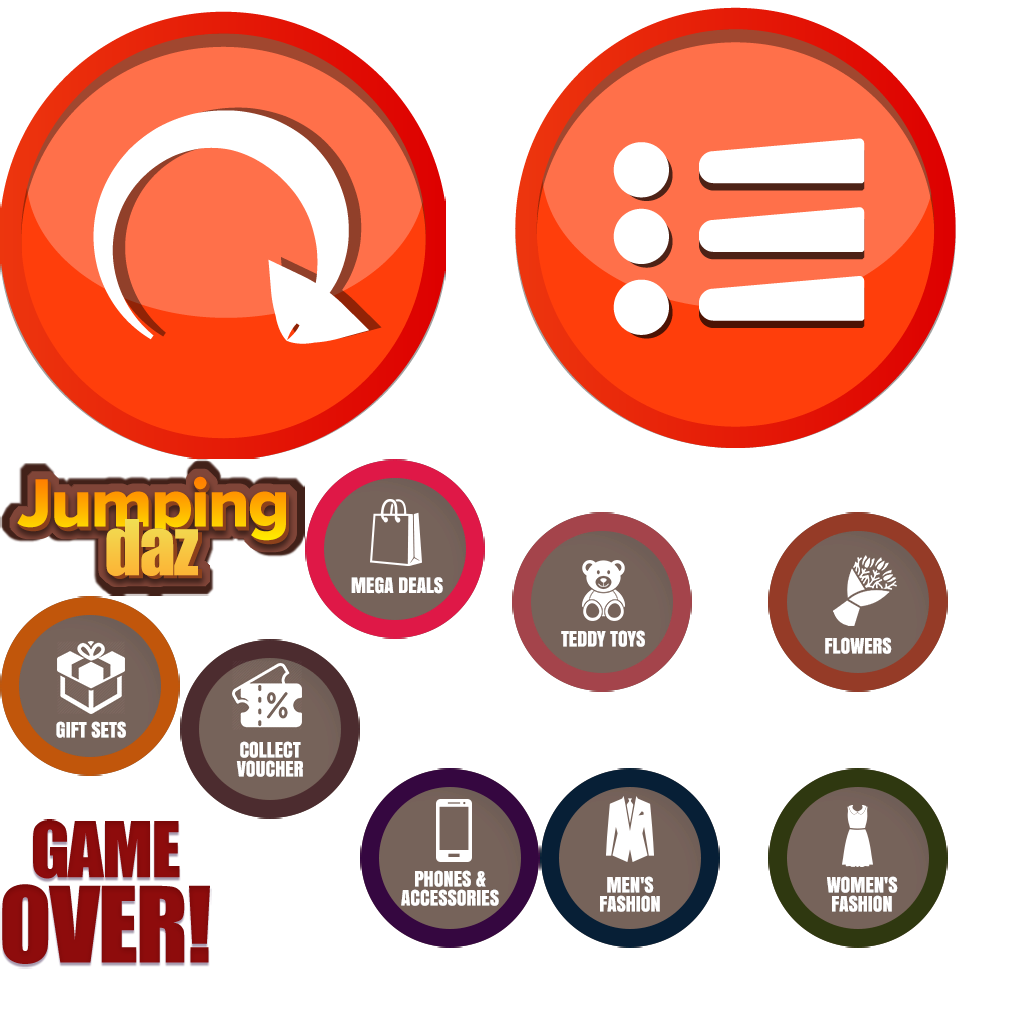 Jumping
daz
MEGA DEALS
TEDDY TOYS
FLOWERS
GIFT SETS
COLLECT
VOUCHER
GAME
OVER!
PHONES &
ACCESSORIES
MEN'S
FASHION
WOMEN'S
FASHION